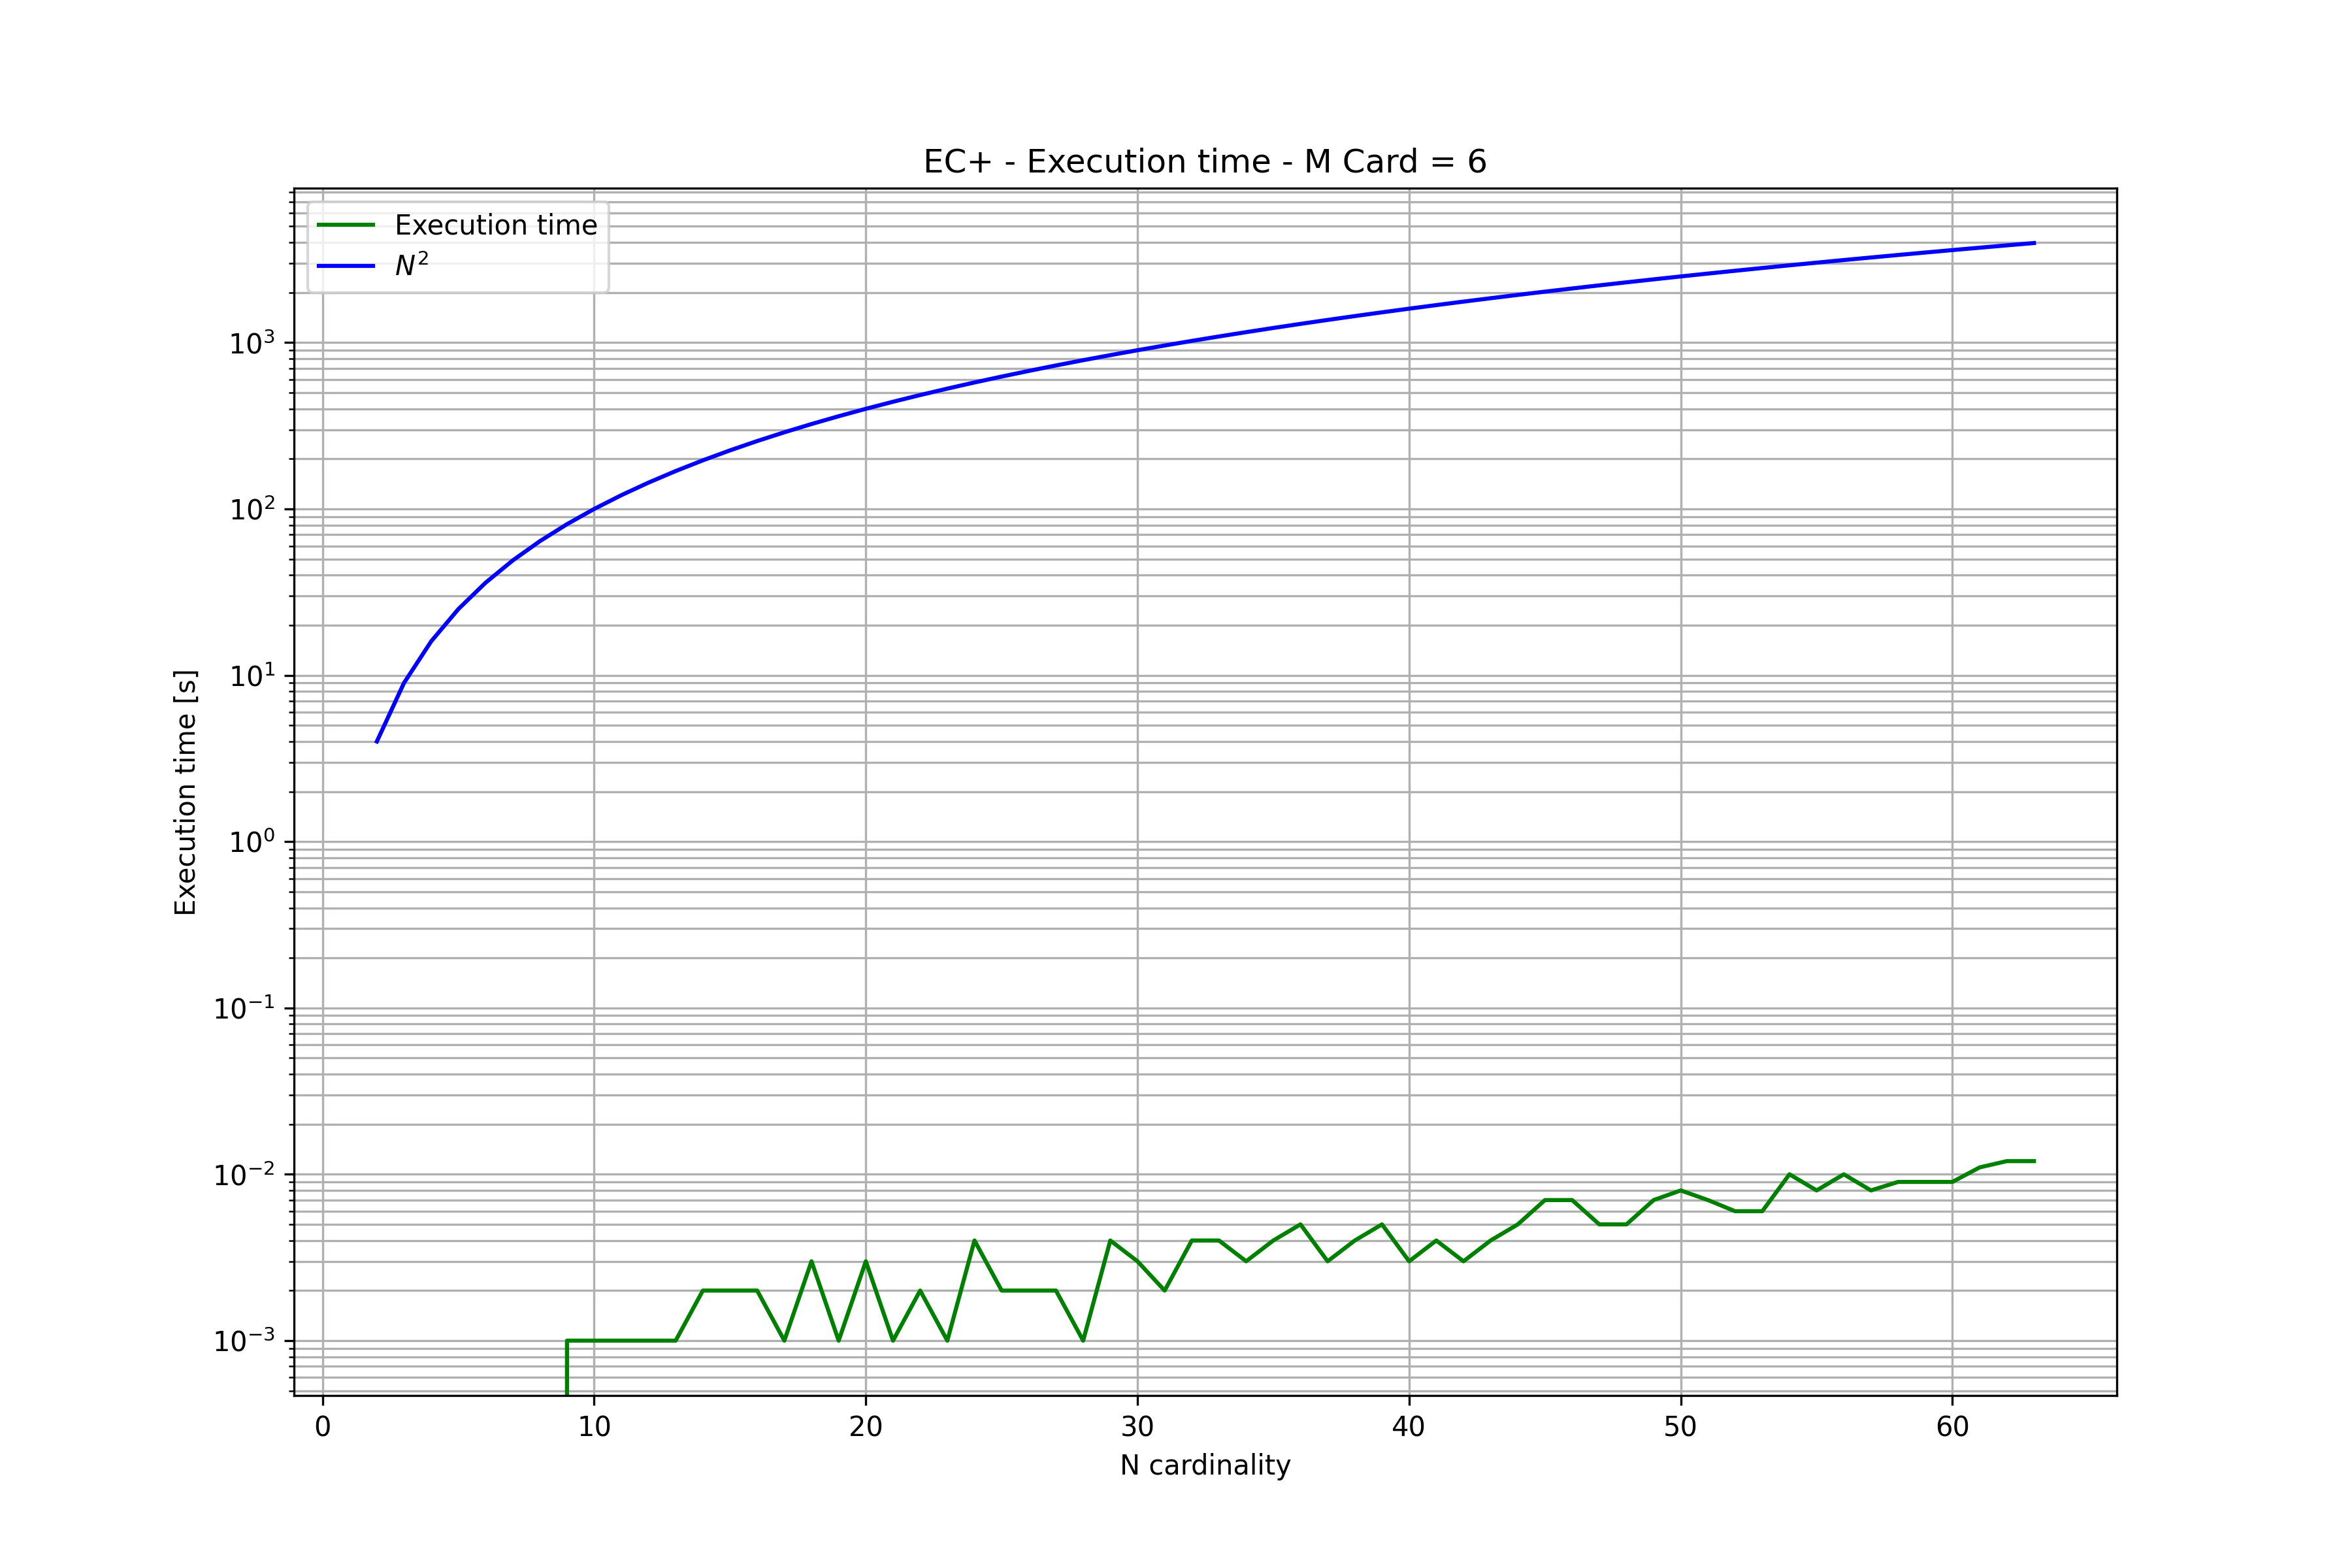 EC+ - Execution time - M Card = 6
Execution time
N²
10³
10²
10¹
10⁰
10⁻¹
10⁻²
10⁻³
Execution time [s]
0 10 20 30 40 50 60
N cardinality